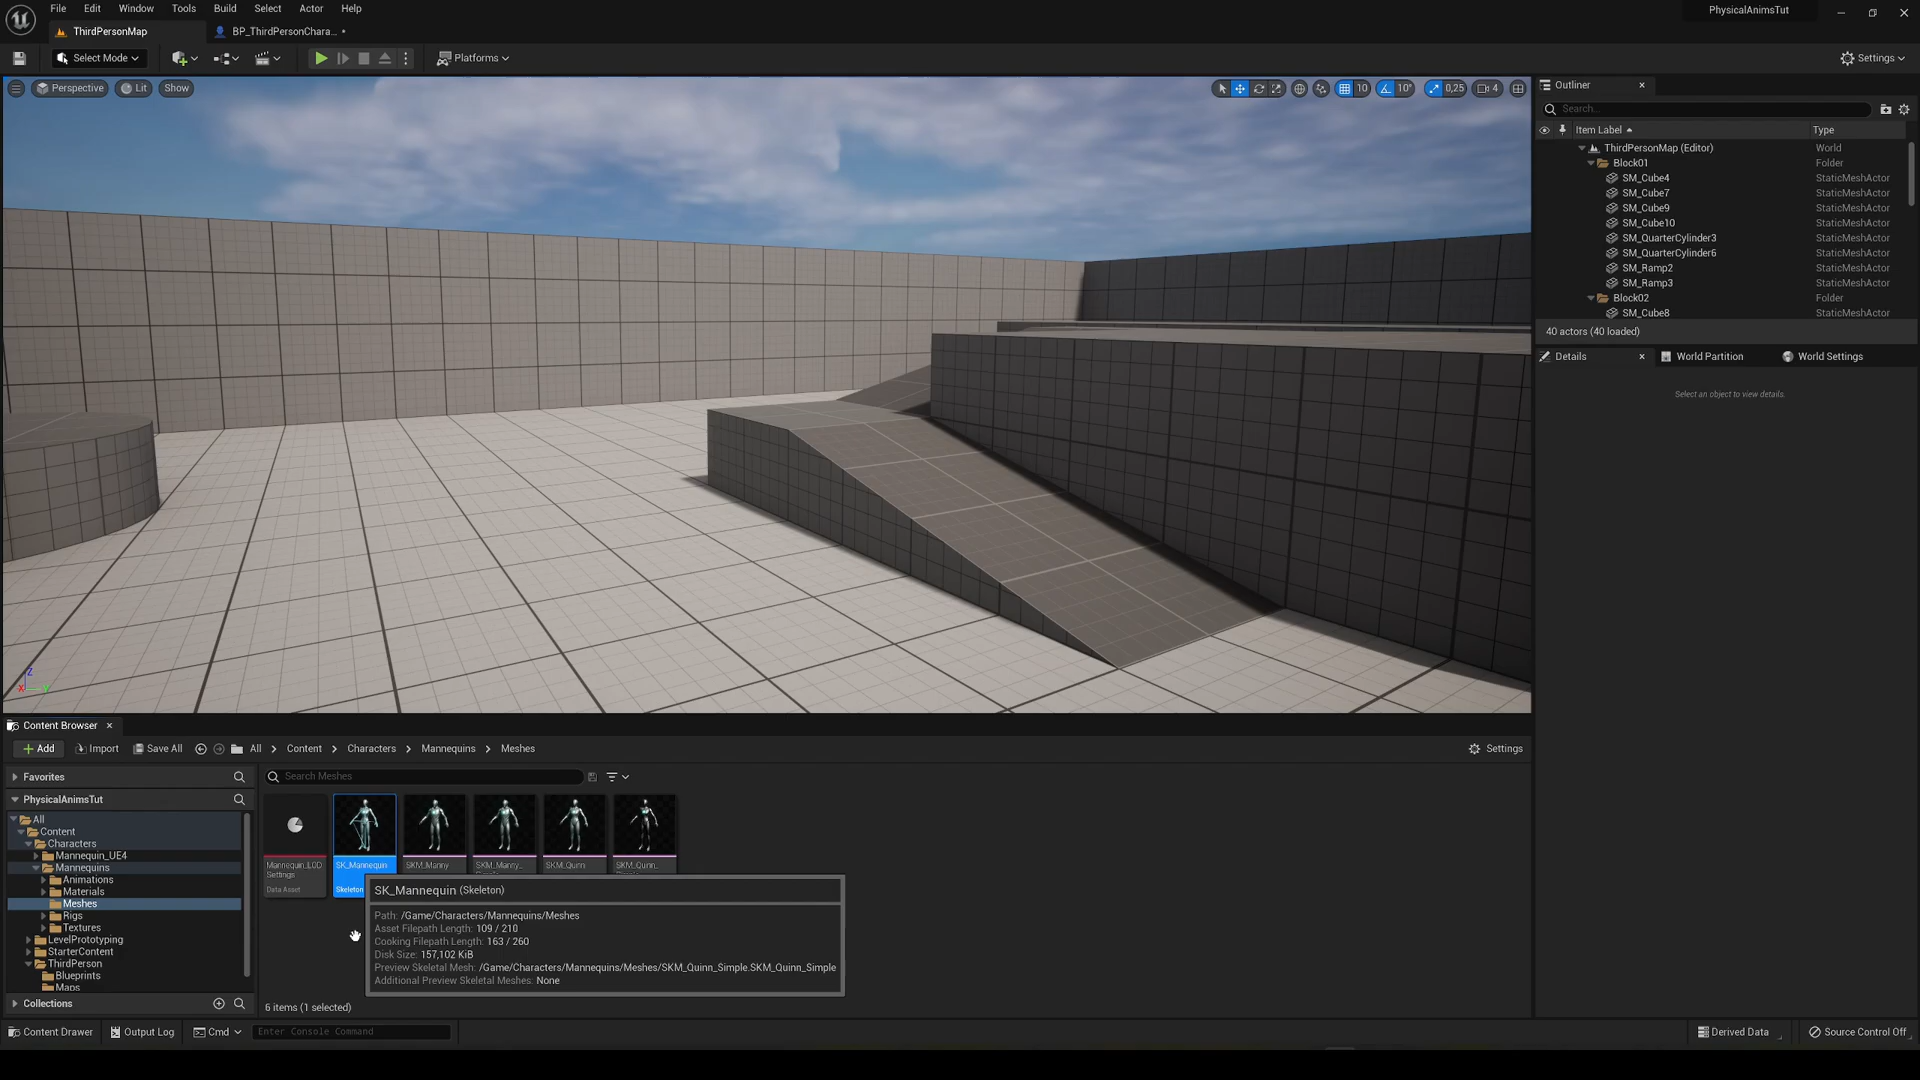 File Edit Window Tools Build Select Actor Help
PhysicalAnimsTut
ThirdPersonMap
BP_ThirdPersonChara... •
Select Mode
Platforms
Settings
Perspective
Lit
Show
10
10°
0,25
4
Outliner
Search...
Item Label
Type
ThirdPersonMap (Editor) World
Block01 Folder
SM_Cube4 StaticMeshActor
SM_Cube7 StaticMeshActor
SM_Cube9 StaticMeshActor
SM_Cube10 StaticMeshActor
SM_QuarterCylinder3 StaticMeshActor
SM_QuarterCylinder6 StaticMeshActor
SM_Ramp2 StaticMeshActor
SM_Ramp3 StaticMeshActor
Block02 Folder
SM_Cube8 StaticMeshActor
40 actors (40 loaded)
Details
World Partition
World Settings
Select an object to view details.
Z
X
Y
Content Browser
Add
Import
Save All
All > Content > Characters > Mannequins > Meshes
Settings
Favorites
PhysicalAnimsTut
All
Content
Characters
Mannequin_UE4
Mannequins
Animations
Materials
Meshes
Rigs
Textures
LevelPrototyping
StarterContent
ThirdPerson
Blueprints
Maps
Collections
Search Meshes
Mannequin_LOD
Settings
Data Asset
SK_Mannequin
Skeleton
SKM_Manny
SKM_Manny_
SKM_Quinn
SKM_Quinn_
SK_Mannequin (Skeleton)
Path: /Game/Characters/Mannequins/Meshes
Asset Filepath Length: 109 / 210
Cooking Filepath Length: 163 / 260
Disk Size: 157,102 KiB
Preview Skeletal Mesh: /Game/Characters/Mannequins/Meshes/SKM_Quinn_Simple.SKM_Quinn_Simple
Additional Preview Skeletal Meshes: None
6 items (1 selected)
Content Drawer
Output Log
Cmd
Enter Console Command
Derived Data
Source Control Off